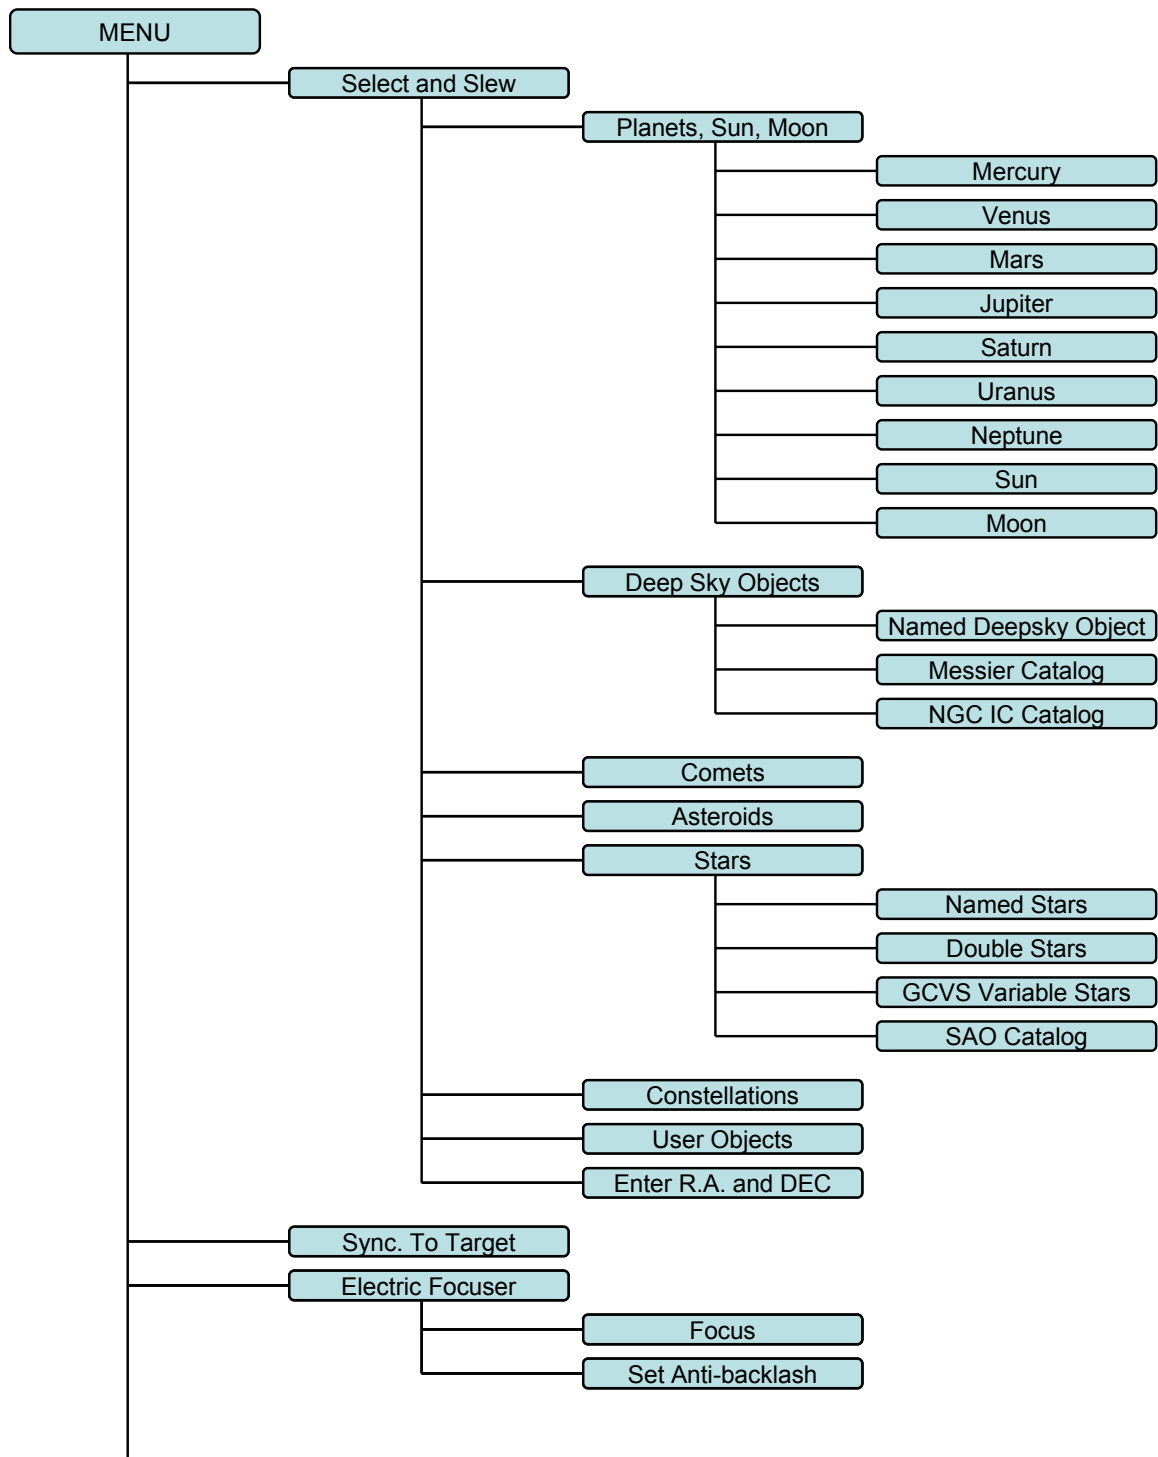 MENU
Select and Slew
Planets, Sun, Moon
Mercury
Venus
Mars
Jupiter
Saturn
Uranus
Neptune
Sun
Moon
Deep Sky Objects
Named Deepsky Object
Messier Catalog
NGC IC Catalog
Comets
Asteroids
Stars
Named Stars
Double Stars
GCVS Variable Stars
SAO Catalog
Constellations
User Objects
Enter R.A. and DEC
Sync. To Target
Electric Focuser
Focus
Set Anti-backlash